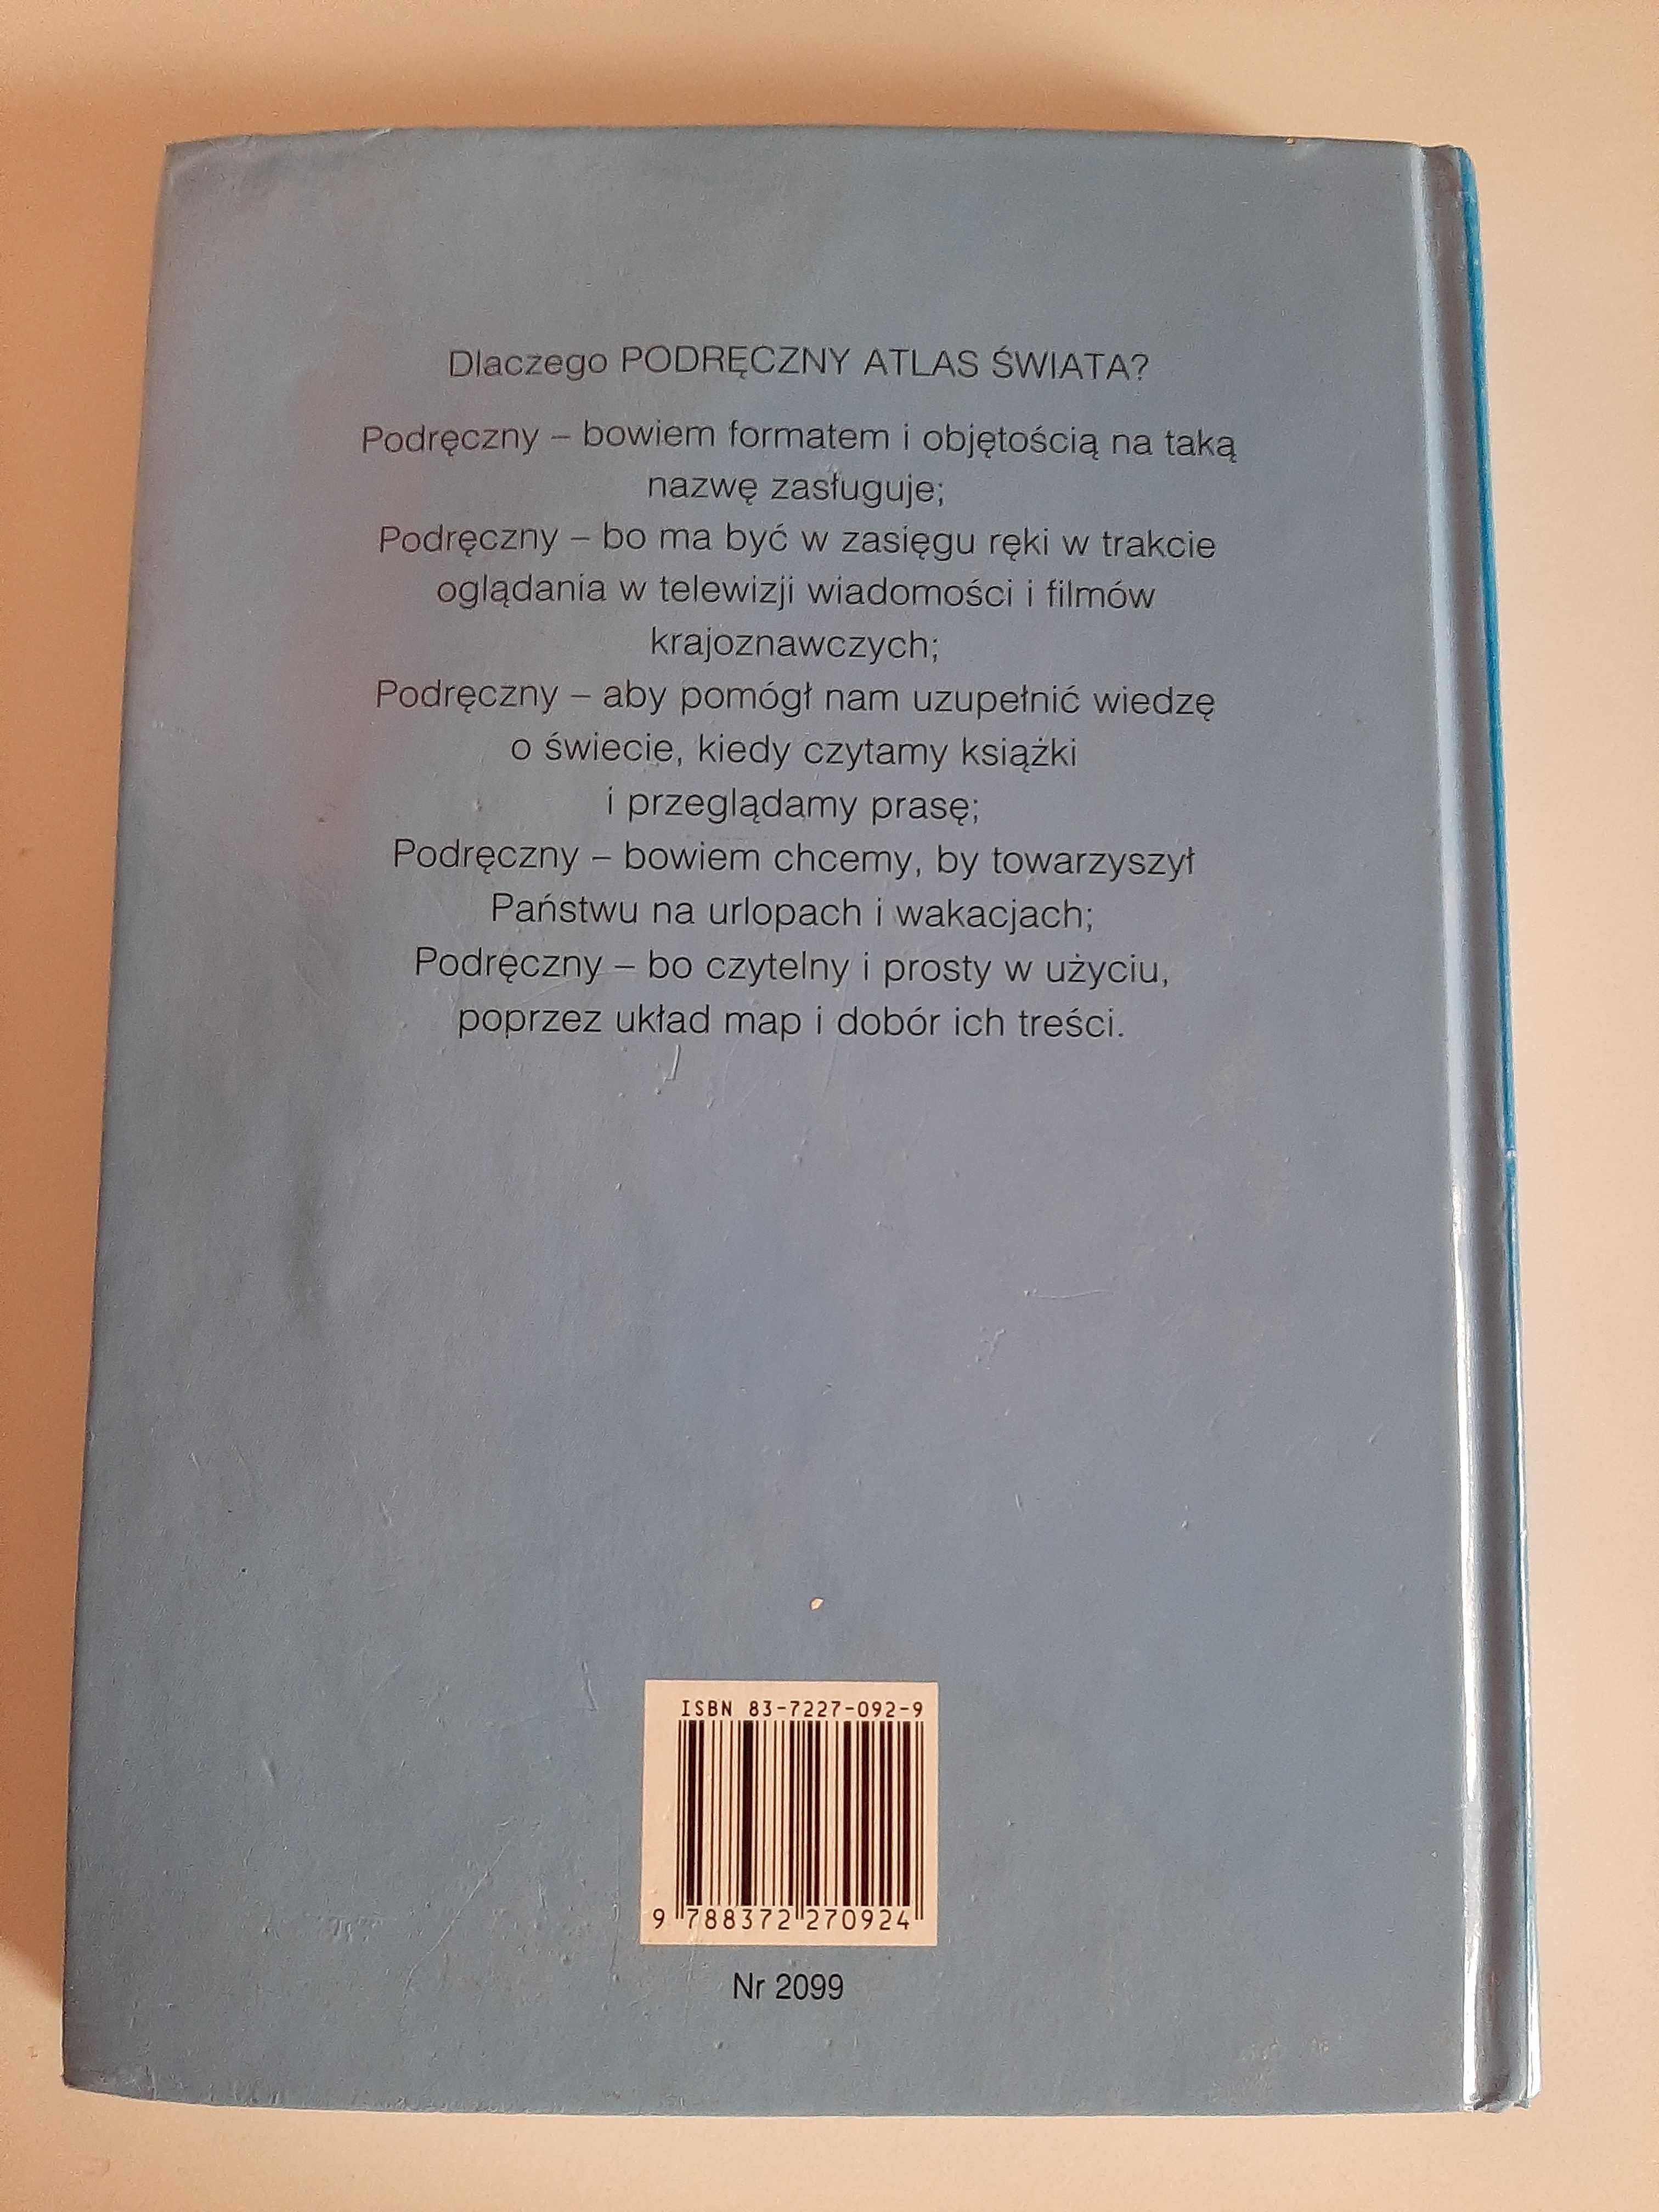 Dlaczego PODRĘCZNY ATLAS ŚWIATA?
Podręczny – bowiem formatem i objętością na taką
nazwę zasługuje;
Podręczny – bo ma być w zasięgu ręki w trakcie
oglądania w telewizji wiadomości i filmów
krajoznawczych;
Podręczny – aby pomógł nam uzupełnić wiedzę
o świecie, kiedy czytamy książki
i przeglądamy prasę;
Podręczny – bowiem chcemy, by towarzyszył
Państwu na urlopach i wakacjach;
Podręczny – bo czytelny i prosty w użyciu,
poprzez układ map i dobór ich treści.
ISBN 83-7227-092-9
9 788372 270924
Nr 2099